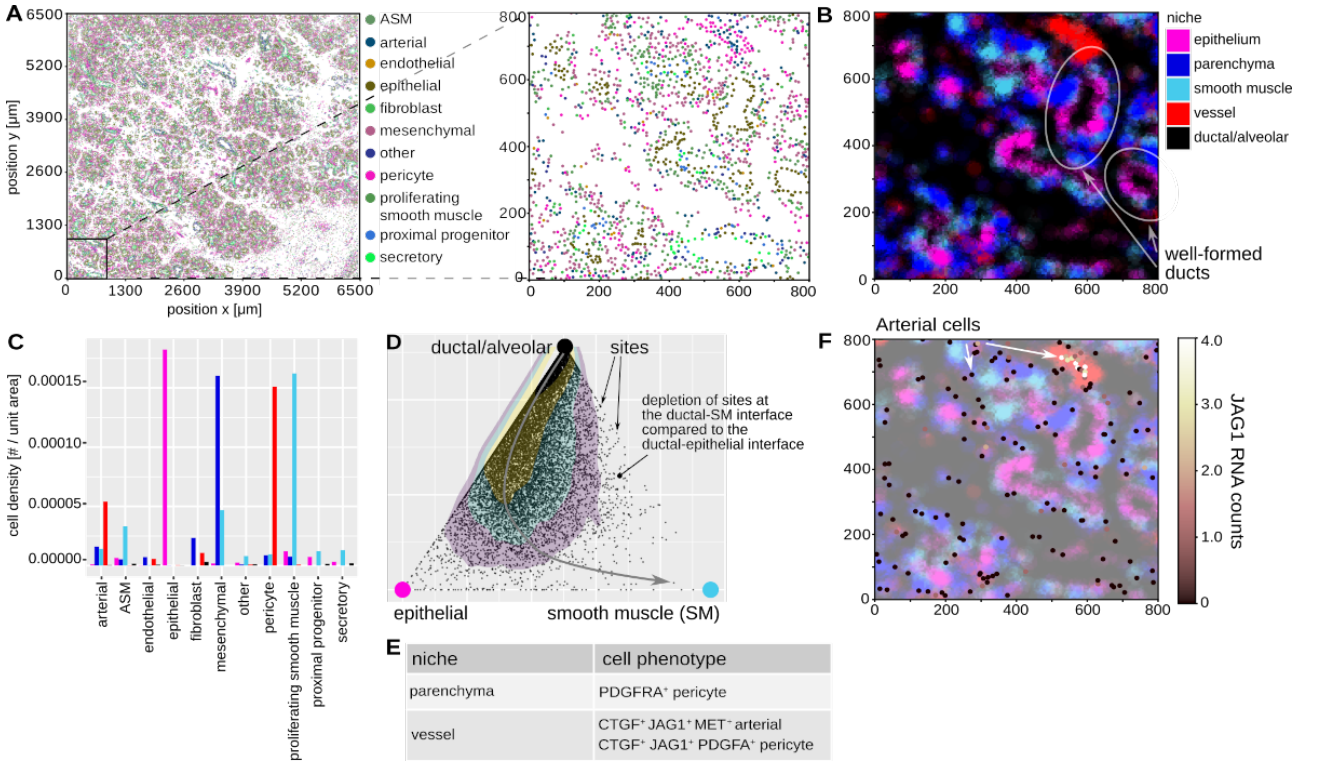 A
6500
5200
3900
2600
1300
0
position y [µm]
0 1300 2600 3900 5200 6500
position x [µm]
ASM
arterial
endothelial
epfthelial
fibroblast
mesenchymal
other
pericyte
proliferating
smooth muscle
proximal progenitor
secretory
800
600
400
200
0
0 200 400 600 800
B
800
600
400
200
0
0 200 400 600 800
niche
epithelium
parenchyma
smooth muscle
vessel
ductal/alveolar
well-formed
ducts
C
cell density [# / unit area]
0.00015
0.00010
0.00005
0.00000
arterial
ASM
endothelial
epithelial
fibroblast
mesenchymal
other
pericyte
proliferating smooth muscle
proximal progenitor
secretory
D
ductal/alveolar
sites
depletion of sites at
the ductal-SM interface
compared to the
ductal-epithelial interface
epithelial
smooth muscle (SM)
E
niche cell phenotype
parenchyma PDGFRA⁺ pericyte
vessel
CTGF⁺ JAG1⁺ MET⁺ arterial
CTGF⁺ JAG1⁺ PDGFA⁺ pericyte
Arterial cells
F
800
600
400
200
0
0 200 400 600 800
4.0
3.0
2.0
1.0
0
JAG1 RNA counts